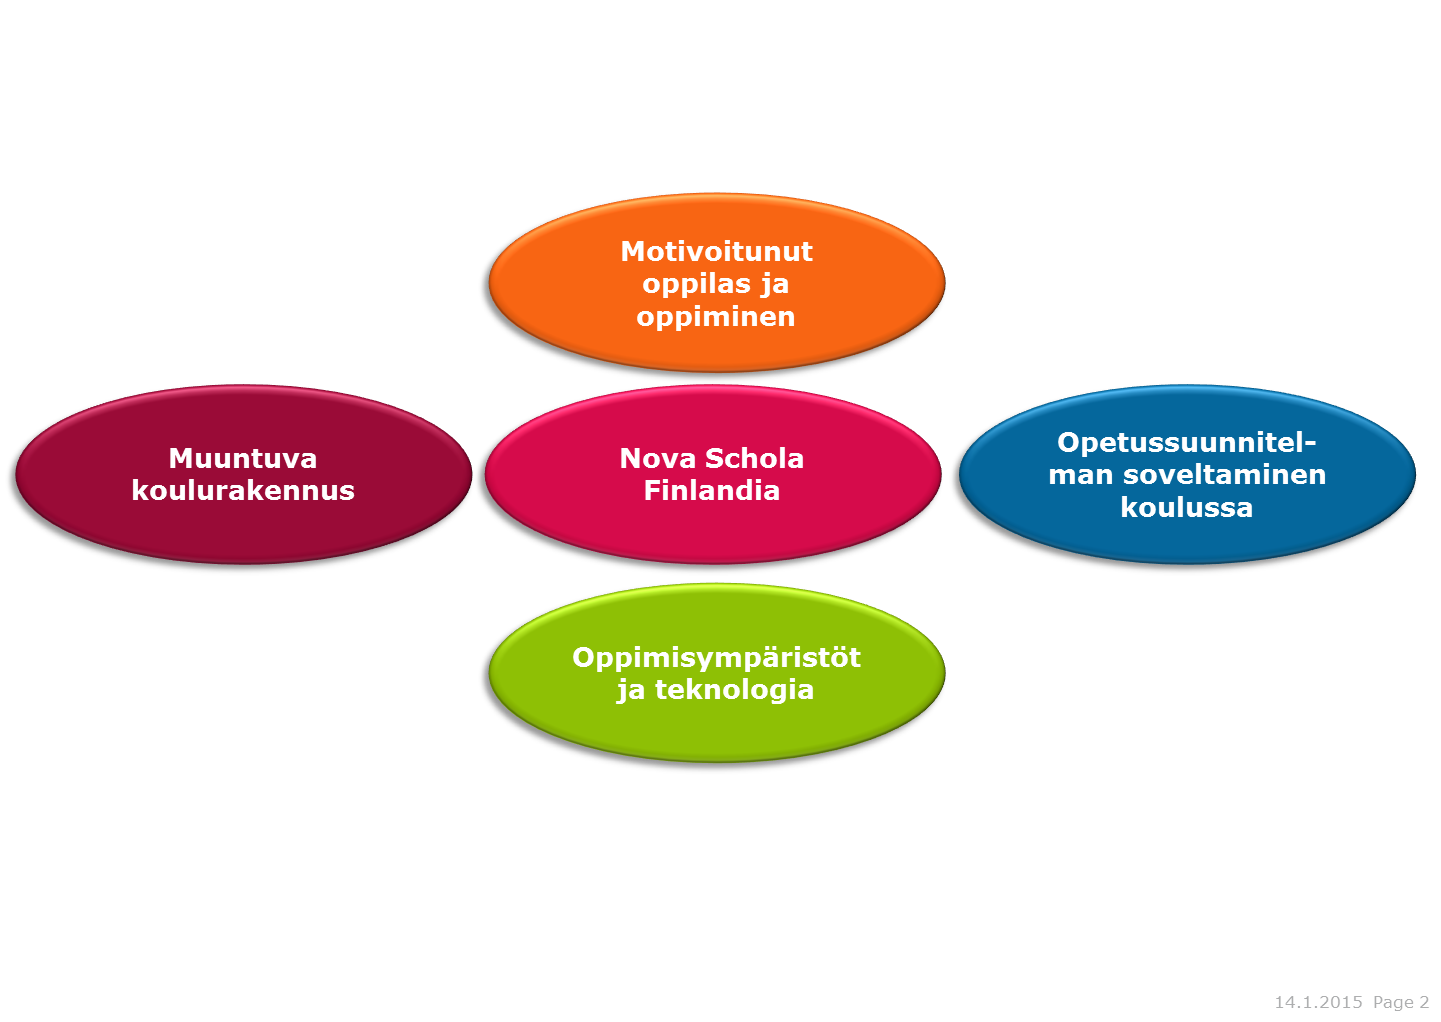 Motivoitunut
oppilas ja
oppiminen
Muuntuva
koulurakennus
Nova Schola
Finlandia
Opetussuunnitel-
man soveltaminen
koulussa
Oppimisympäristöt
ja teknologia
14.1.2015 Page 2